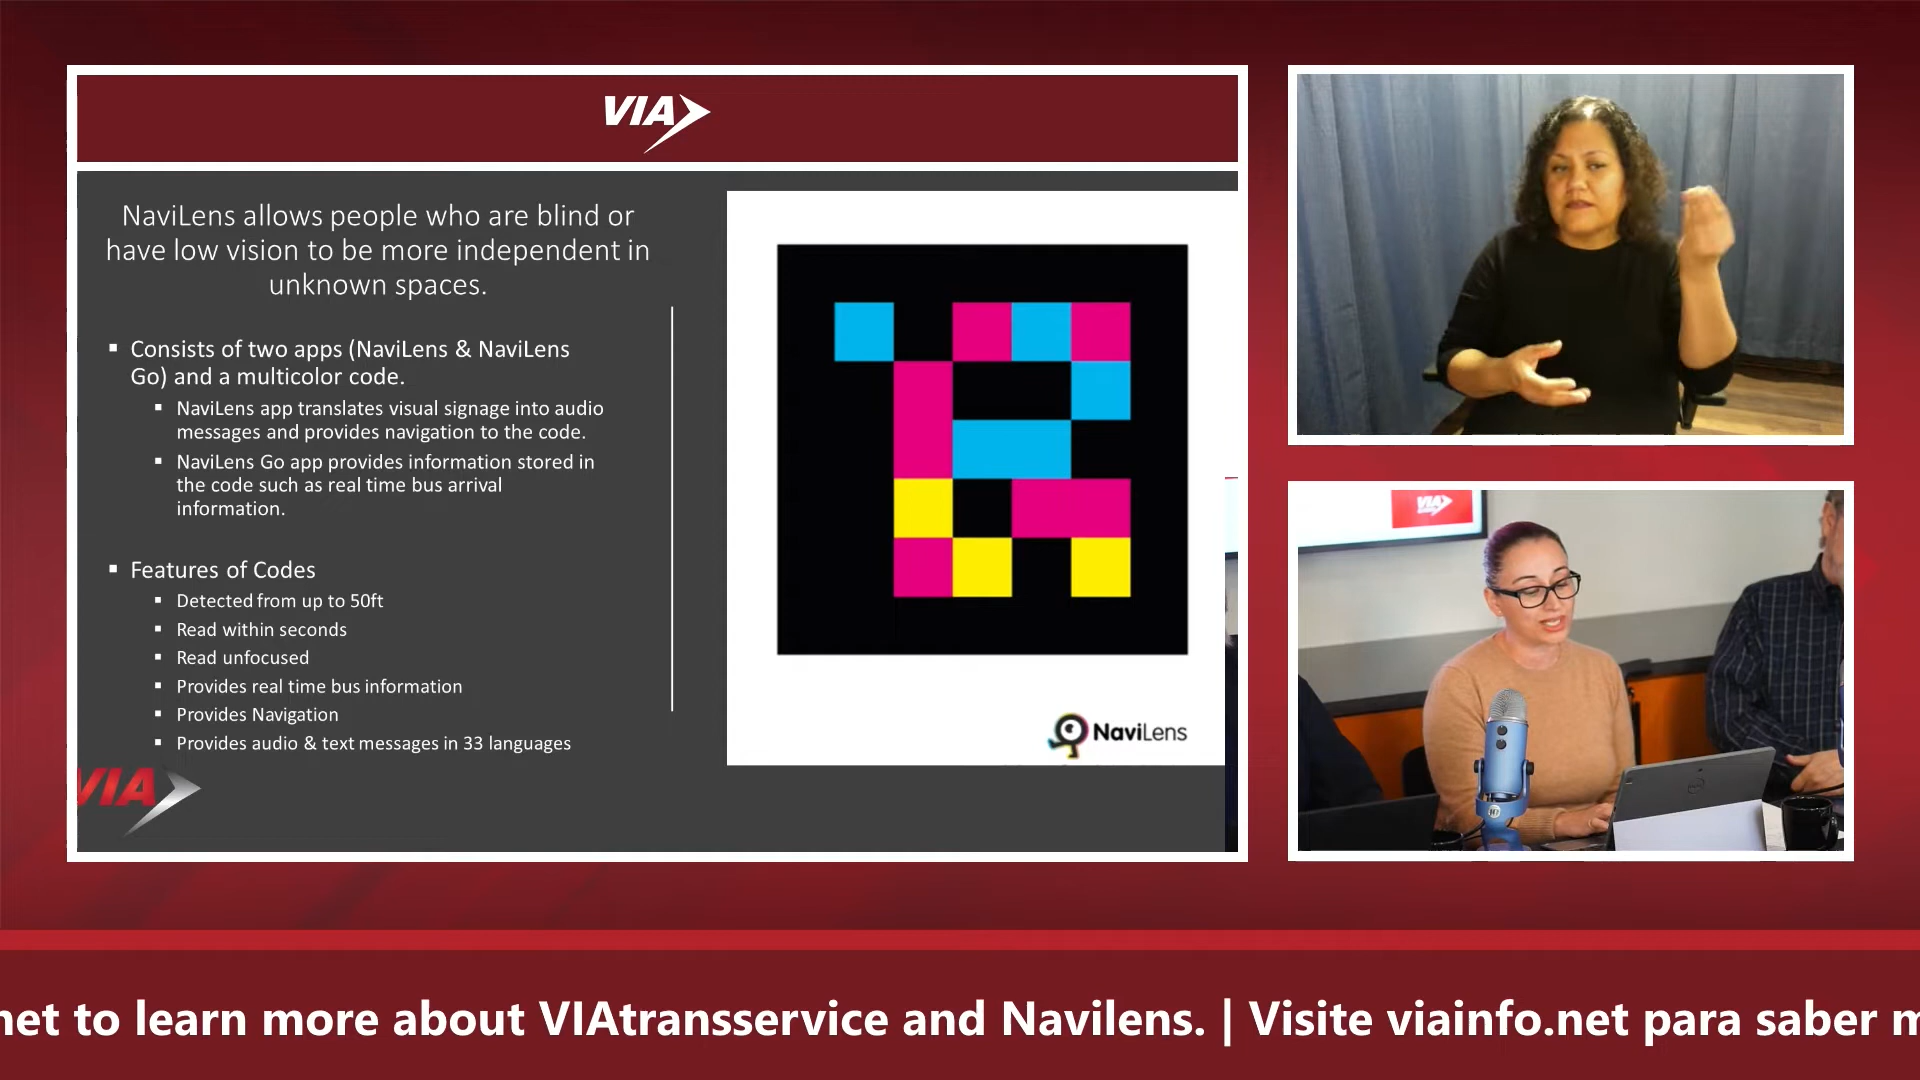 VIA
NaviLens allows people who are blind or
have low vision to be more independent in
unknown spaces.
▪ Consists of two apps (NaviLens & NaviLens
Go) and a multicolor code.
▪ NaviLens app translates visual signage into audio
messages and provides navigation to the code.
▪ NaviLens Go app provides information stored in
the code such as real time bus arrival
information.
▪ Features of Codes
▪ Detected from up to 50ft
▪ Read within seconds
▪ Read unfocused
▪ Provides real time bus information
▪ Provides Navigation
▪ Provides audio & text messages in 33 languages
NaviLens
VIA
VIA
net to learn more about VIAtransservice and Navilens. | Visite viainfo.net para saber m